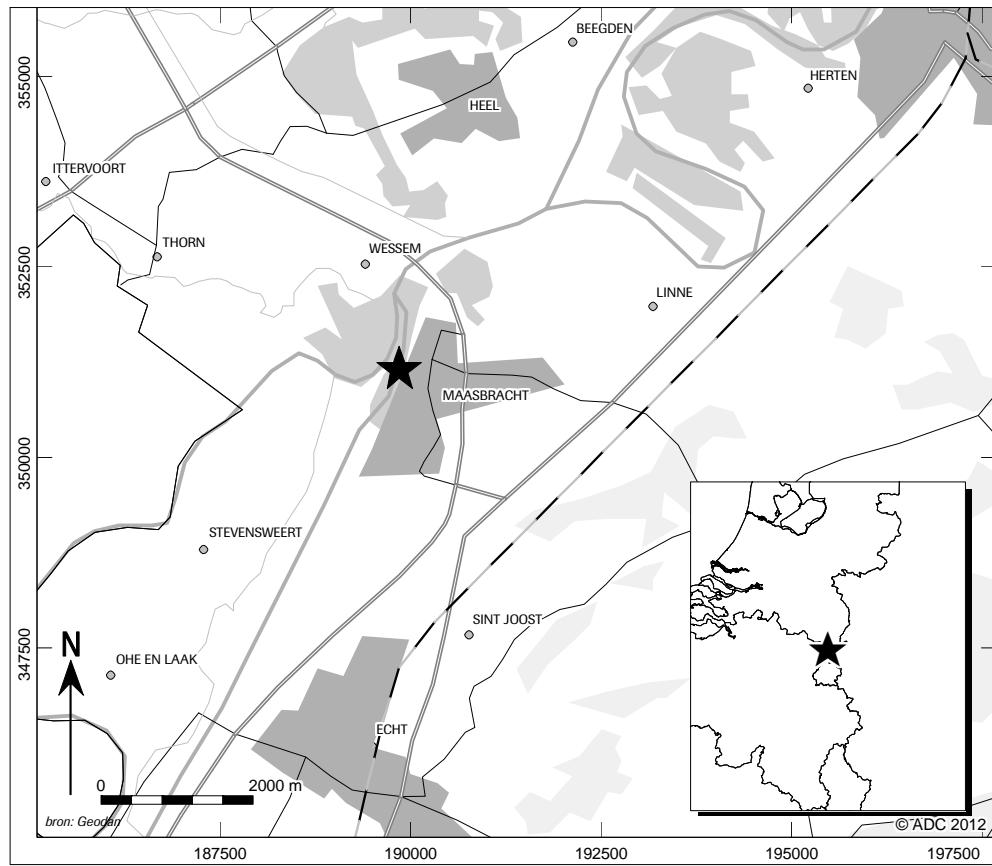 BEEGDEN
HERTEN
HEEL
355000
ITTERVOORT
THORN
WESSEM
352500
LINNE
MAASBRACHT
350000
STEVENSWEERT
SINT JOOST
347500
N
OHE EN LAAK
ECHT
0 2000 m
bron: Geodan
© ADC 2012
187500 190000 192500 195000 197500